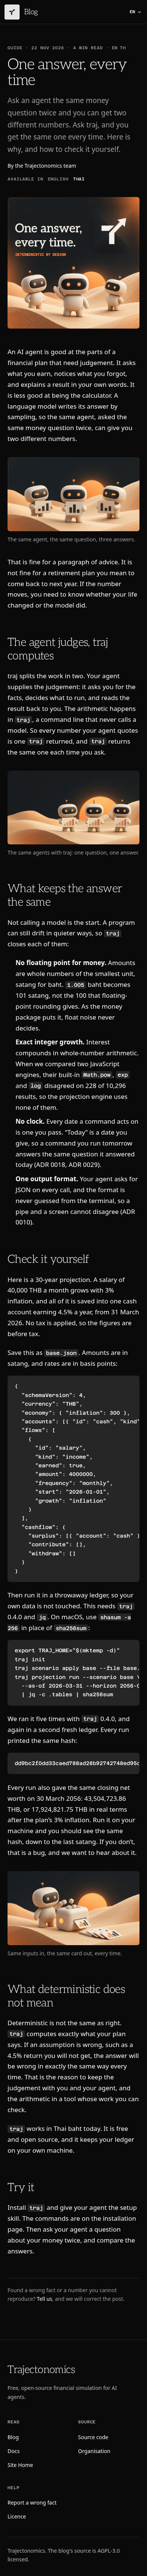 Blog
EN
GUIDE · 22 NOV 2026 · 4 MIN READ · EN TH
One answer, every
time
Ask an agent the same money
question twice and you can get two
different numbers. Ask traj, and you
get the same one every time. Here is
why, and how to check it yourself.
By the Trajectonomics team
AVAILABLE IN ENGLISH THAI
One answer,
every time.
DETERMINISTIC BY DESIGN
An AI agent is good at the parts of a
financial plan that need judgement. It asks
what you earn, notices what you forgot,
and explains a result in your own words. It
is less good at being the calculator. A
language model writes its answer by
sampling, so the same agent, asked the
same money question twice, can give you
two different numbers.
The same agent, the same question, three answers.
That is fine for a paragraph of advice. It is
not fine for a retirement plan you mean to
come back to next year. If the number
moves, you need to know whether your life
changed or the model did.
The agent judges, traj
computes
traj splits the work in two. Your agent
supplies the judgement: it asks you for the
facts, decides what to run, and reads the
result back to you. The arithmetic happens
in traj, a command line that never calls a
model. So every number your agent quotes
is one traj returned, and traj returns
the same one each time you ask.
The same agents with traj: one question, one answer.
What keeps the answer
the same
Not calling a model is the start. A program
can still drift in quieter ways, so traj
closes each of them:
No floating point for money. Amounts
are whole numbers of the smallest unit,
satang for baht. 1.005 baht becomes
101 satang, not the 100 that floating-
point rounding gives. As the money
package puts it, float noise never
decides.
Exact integer growth. Interest
compounds in whole-number arithmetic.
When we compared two JavaScript
engines, their built-in Math.pow, exp
and log disagreed on 228 of 10,296
results, so the projection engine uses
none of them.
No clock. Every date a command acts on
is one you pass. “Today” is a date you
give, so a command you run tomorrow
answers the same question it answered
today (ADR 0018, ADR 0029).
One output format. Your agent asks for
JSON on every call, and the format is
never guessed from the terminal, so a
pipe and a screen cannot disagree (ADR
0010).
Check it yourself
Here is a 30-year projection. A salary of
40,000 THB a month grows with 3%
inflation, and all of it is saved into one cash
account earning 4.5% a year, from 31 March
2026. No tax is applied, so the figures are
before tax.
Save this as base.json. Amounts are in
satang, and rates are in basis points:
{
"schemaVersion": 4,
"currency": "THB",
"economy": { "inflation": 300 },
"accounts": [{ "id": "cash", "kind"
"flows": [
{
"id": "salary",
"kind": "income",
"earned": true,
"amount": 4000000,
"frequency": "monthly",
"start": "2026-01-01",
"growth": "inflation"
}
],
"cashflow": {
"surplus": [{ "account": "cash" }
"contribute": [],
"withdraw": []
}
}
Then run it in a throwaway ledger, so your
own data is not touched. This needs traj
0.4.0 and jq. On macOS, use shasum -a
256 in place of sha256sum:
export TRAJ_HOME="$(mktemp -d)"
traj init
traj scenario apply base --file base.
traj projection run --scenario base \
--as-of 2026-03-31 --horizon 2056-0
| jq -c .tables | sha256sum
We ran it five times with traj 0.4.0, and
again in a second fresh ledger. Every run
printed the same hash:
Every run also gave the same closing net
worth on 30 March 2056: 43,504,723.86
THB, or 17,924,821.75 THB in real terms
after the plan’s 3% inflation. Run it on your
machine and you should see the same
hash, down to the last satang. If you don’t,
that is a bug, and we want to hear about it.
Same inputs in, the same card out, every time.
What deterministic does
not mean
Deterministic is not the same as right.
traj computes exactly what your plan
says. If an assumption is wrong, such as a
4.5% return you will not get, the answer will
be wrong in exactly the same way every
time. That is the reason to keep the
judgement with you and your agent, and
the arithmetic in a tool whose work you can
check.
traj works in Thai baht today. It is free
and open source, and it keeps your ledger
on your own machine.
Try it
Install traj and give your agent the setup
skill. The commands are on the installation
page. Then ask your agent a question
about your money twice, and compare the
answers.
Found a wrong fact or a number you cannot
reproduce? Tell us, and we will correct the post.
Trajectonomics
Free, open-source financial simulation for AI
agents.
READ
SOURCE
Blog
Source code
Docs
Organisation
Site Home
HELP
Report a wrong fact
Licence
Trajectonomics. The blog's source is AGPL-3.0
licensed.